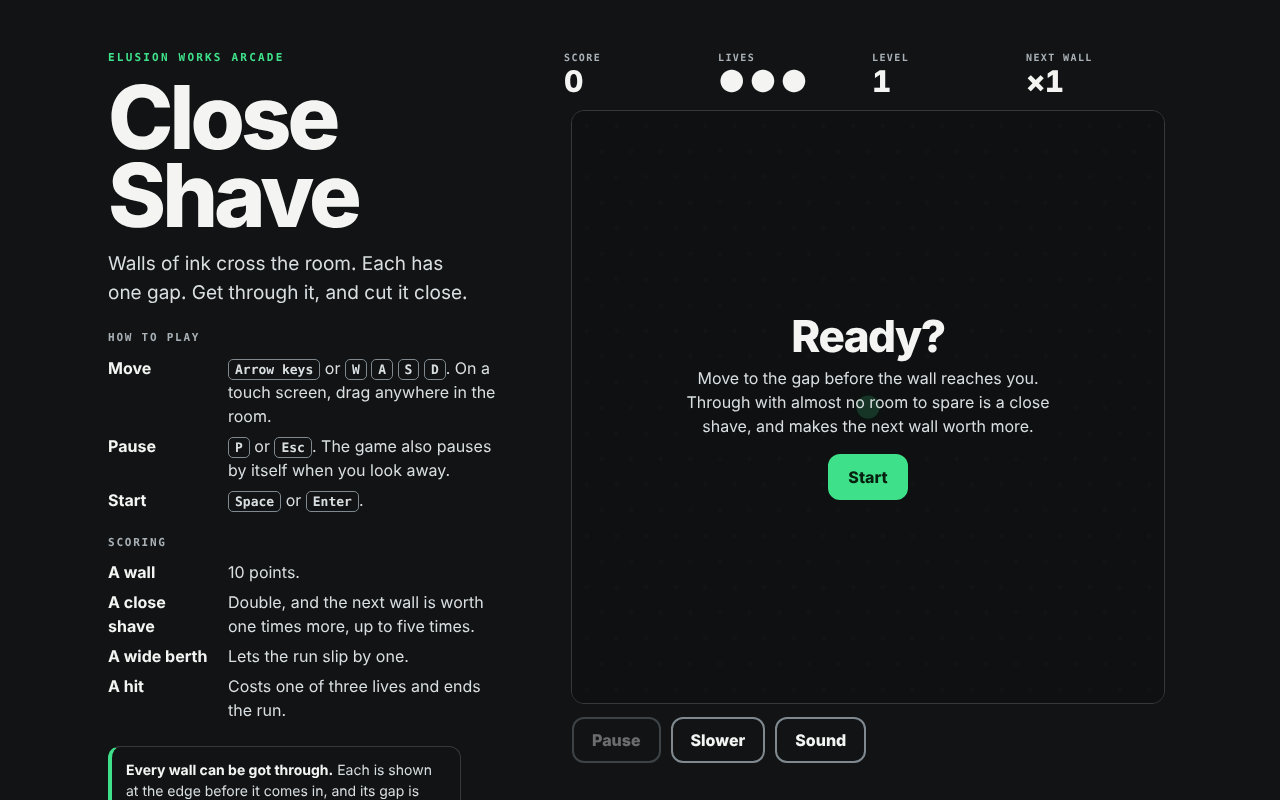 ELUSION WORKS ARCADE
Close
Shave
Walls of ink cross the room. Each has
one gap. Get through it, and cut it close.
HOW TO PLAY
Move
Arrow keys or W A S D. On a
touch screen, drag anywhere in the
room.
Pause
P or Esc. The game also pauses
by itself when you look away.
Start
Space or Enter.
SCORING
A wall
10 points.
A close
shave
Double, and the next wall is worth
one times more, up to five times.
A wide berth
Lets the run slip by one.
A hit
Costs one of three lives and ends
the run.
Every wall can be got through. Each is shown
at the edge before it comes in, and its gap is
SCORE
0
LIVES
LEVEL
1
NEXT WALL
×1
Ready?
Move to the gap before the wall reaches you.
Through with almost no room to spare is a close
shave, and makes the next wall worth more.
Start
Pause
Slower
Sound